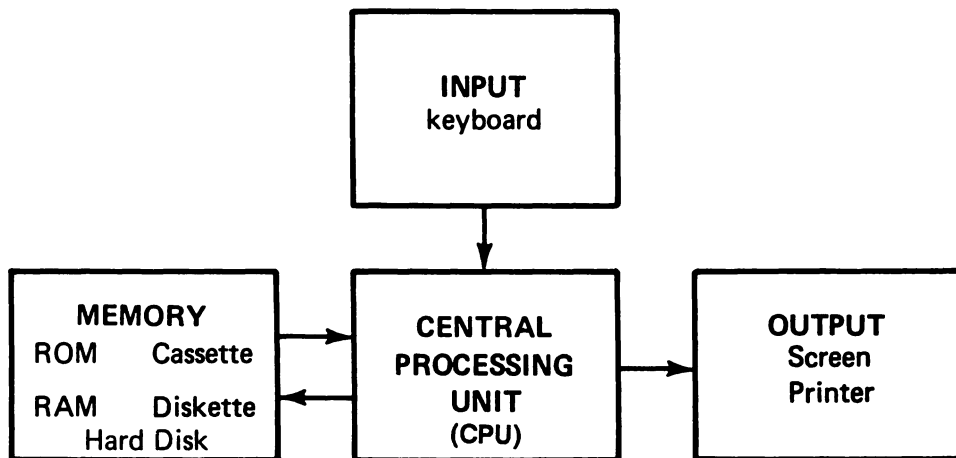 INPUT
keyboard
MEMORY
ROM Cassette
RAM Diskette
Hard Disk
CENTRAL
PROCESSING
UNIT
(CPU)
OUTPUT
Screen
Printer